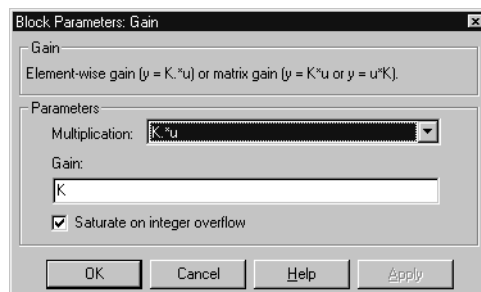 Block Parameters: Gain
Gain
Element-wise gain (y = K.*u) or matrix gain (y = K*u or y = u*K).
Parameters
Multiplication: K.*u
Gain:
K
Saturate on integer overflow
OK Cancel Help Apply